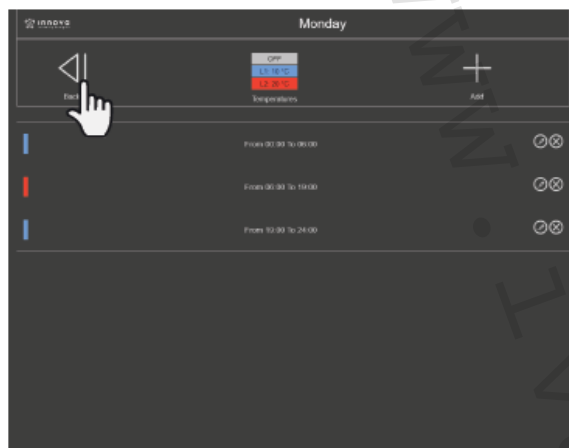 innova
Monday
OFF
L1: 16 °C
L2: 20 °C
Back
Temperatures
Add
From 00:00 To 06:00
From 06:00 To 19:00
From 19:00 To 24:00